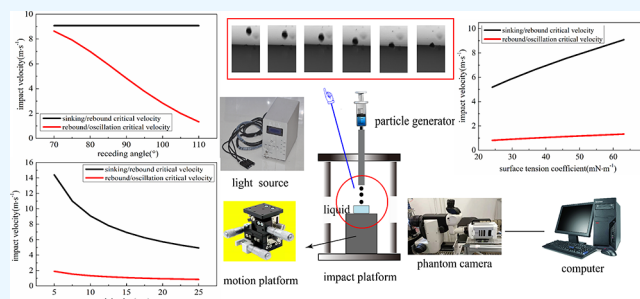 impact velocity(m·s⁻¹)
10
8
6
4
2
0
sinking/rebound critical velocity
rebound/oscillation critical velocity
70 80 90 100 110
receding angle(°)
impact velocity(m·s⁻¹)
16
12
8
4
0
sinking/rebound critical velocity
rebound/oscillation critical velocity
5 10 15 20 25
light source
motion platform
particle generator
liquid
impact platform
impact velocity(m·s⁻¹)
10
8
6
4
2
0
sinking/rebound critical velocity
rebound/oscillation critical velocity
20 30 40 50 60
surface tension coefficient(mN·m⁻¹)
phantom camera
computer